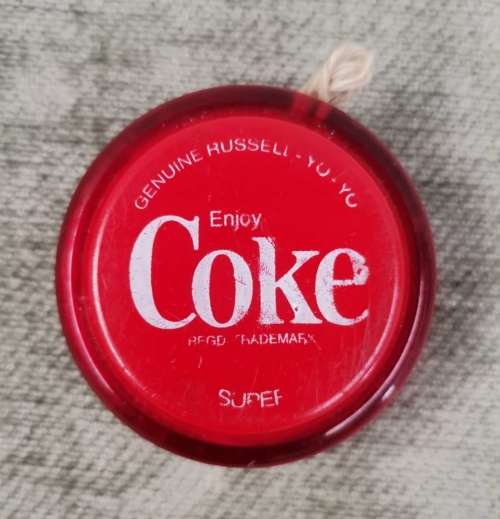 GENUINE RUSSELL - YO-YO
Enjoy
Coke
REGD. TRADEMARK
SUPER